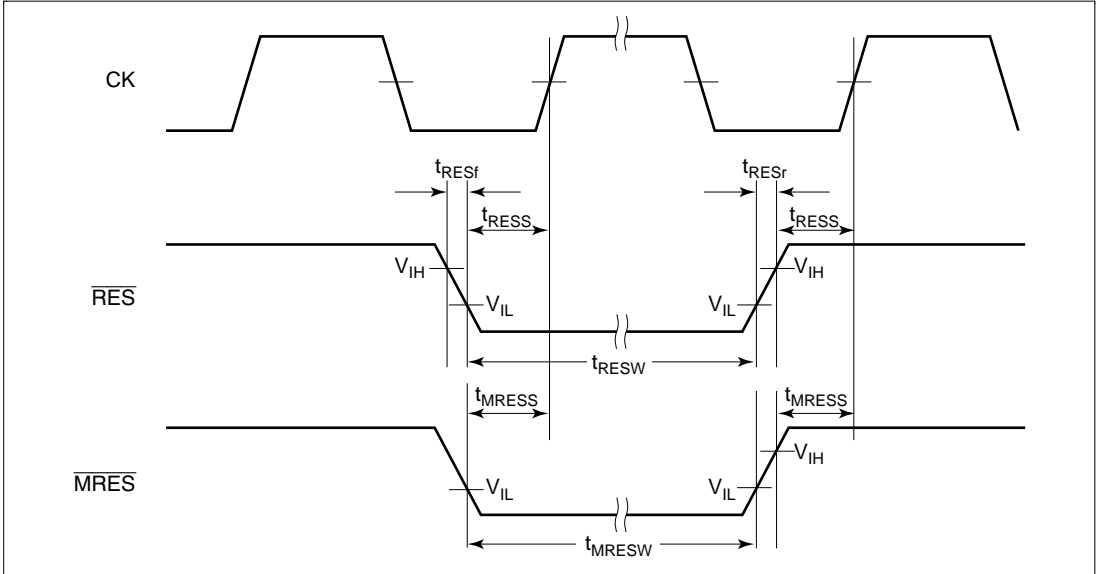 CK
tRESf
tRESr
tRESS
tRESS
VIH
VIH
RES
VIL
VIL
tRESW
tMRESS
tMRESS
VIH
MRES
VIL
VIL
tMRESW